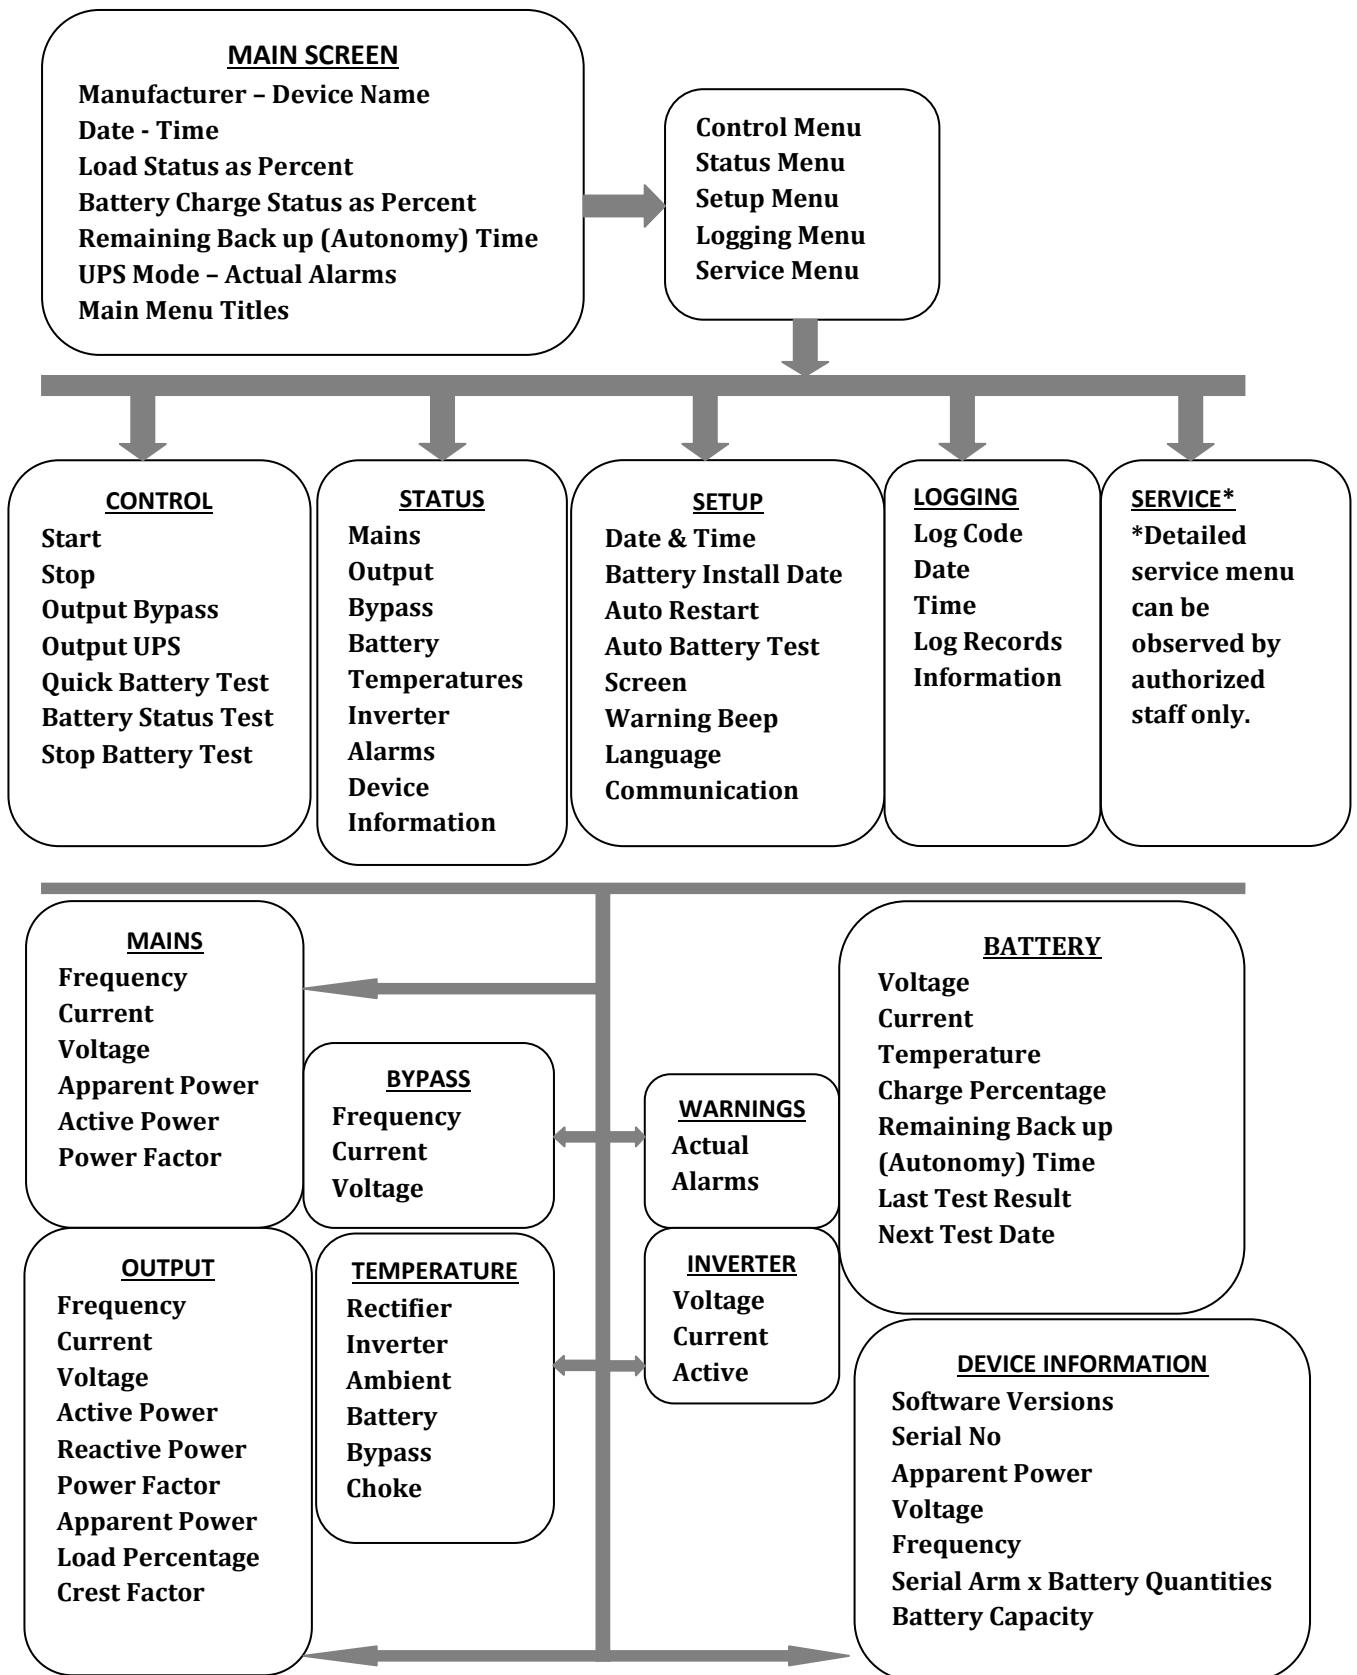 MAIN SCREEN
Manufacturer – Device Name
Date - Time
Load Status as Percent
Battery Charge Status as Percent
Remaining Back up (Autonomy) Time
UPS Mode – Actual Alarms
Main Menu Titles
Control Menu
Status Menu
Setup Menu
Logging Menu
Service Menu
CONTROL
Start
Stop
Output Bypass
Output UPS
Quick Battery Test
Battery Status Test
Stop Battery Test
STATUS
Mains
Output
Bypass
Battery
Temperatures
Inverter
Alarms
Device
Information
SETUP
Date & Time
Battery Install Date
Auto Restart
Auto Battery Test
Screen
Warning Beep
Language
Communication
LOGGING
Log Code
Date
Time
Log Records
Information
SERVICE*
*Detailed
service menu
can be
observed by
authorized
staff only.
MAINS
Frequency
Current
Voltage
Apparent Power
Active Power
Power Factor
BYPASS
Frequency
Current
Voltage
WARNINGS
Actual
Alarms
BATTERY
Voltage
Current
Temperature
Charge Percentage
Remaining Back up
(Autonomy) Time
Last Test Result
Next Test Date
OUTPUT
Frequency
Current
Voltage
Active Power
Reactive Power
Power Factor
Apparent Power
Load Percentage
Crest Factor
TEMPERATURE
Rectifier
Inverter
Ambient
Battery
Bypass
Choke
INVERTER
Voltage
Current
Active
DEVICE INFORMATION
Software Versions
Serial No
Apparent Power
Voltage
Frequency
Serial Arm x Battery Quantities
Battery Capacity